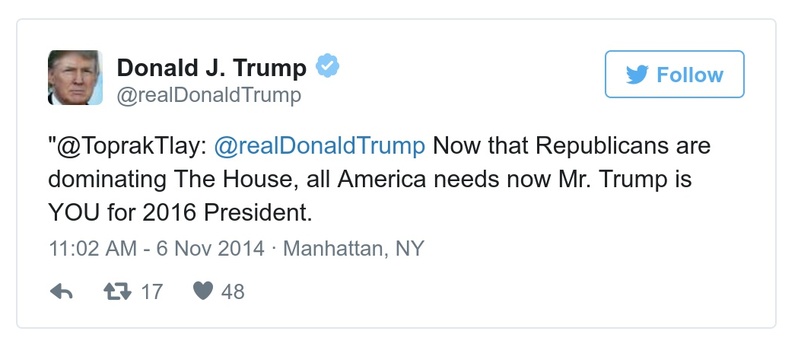 Donald J. Trump
@realDonaldTrump
Follow
"@ToprakTlay: @realDonaldTrump Now that Republicans are
dominating The House, all America needs now Mr. Trump is
YOU for 2016 President.
11:02 AM - 6 Nov 2014 · Manhattan, NY
17 48